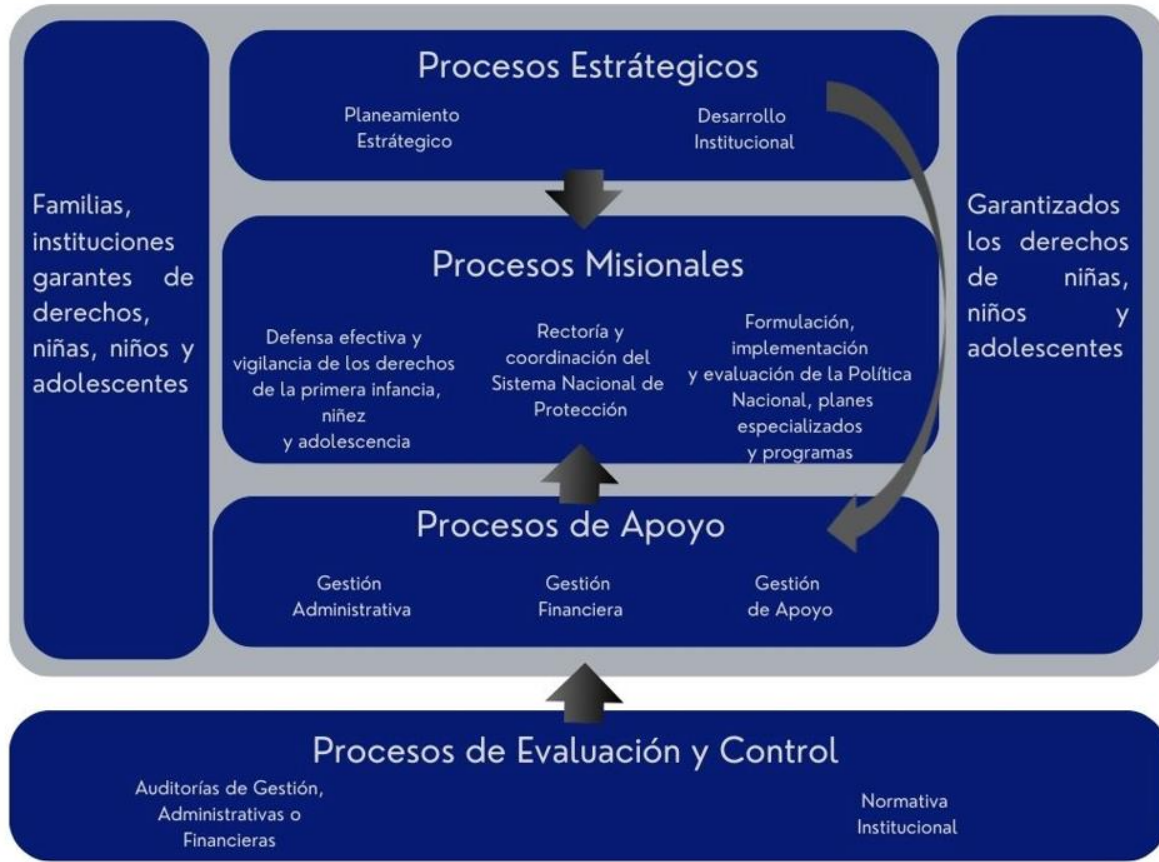 Procesos Estrátegicos
Planeamiento
Estrátegico
Desarrollo
Institucional
Familias,
instituciones
garantes de
derechos,
niñas, niños y
adolescentes
Procesos Misionales
Defensa efectiva y
vigilancia de los derechos
de la primera infancia,
niñez
y adolescencia
Rectoría y
coordinación del
Sistema Nacional de
Protección
Formulación,
implementación
y evaluación de la Política
Nacional, planes
especializados
y programas
Garantizados
los derechos
de niñas,
niños y
adolescentes
Procesos de Apoyo
Gestión
Administrativa
Gestión
Financiera
Gestión
de Apoyo
Procesos de Evaluación y Control
Auditorías de Gestión,
Administrativas o
Financieras
Normativa
Institucional